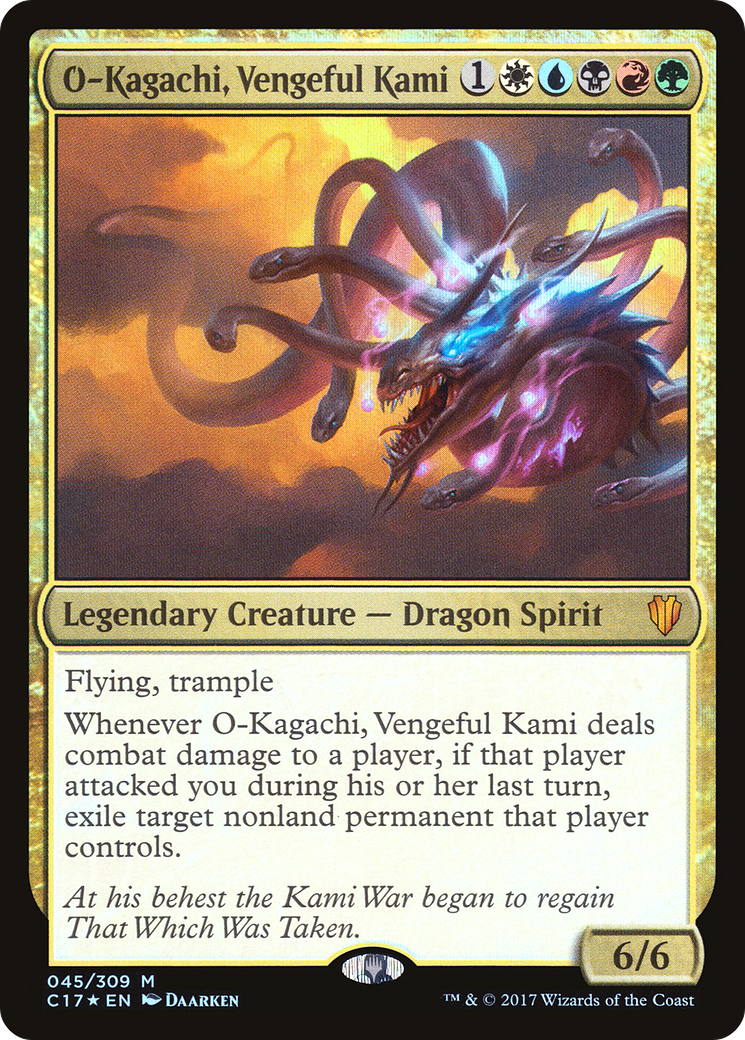 O-Kagachi, Vengeful Kami 1
Legendary Creature — Dragon Spirit
Flying, trample
Whenever O-Kagachi, Vengeful Kami deals
combat damage to a player, if that player
attacked you during his or her last turn,
exile target nonland permanent that player
controls.
At his behest the Kami War began to regain
That Which Was Taken.
6/6
045/309 M
C17★EN DAARKEN
™ & © 2017 Wizards of the Coast